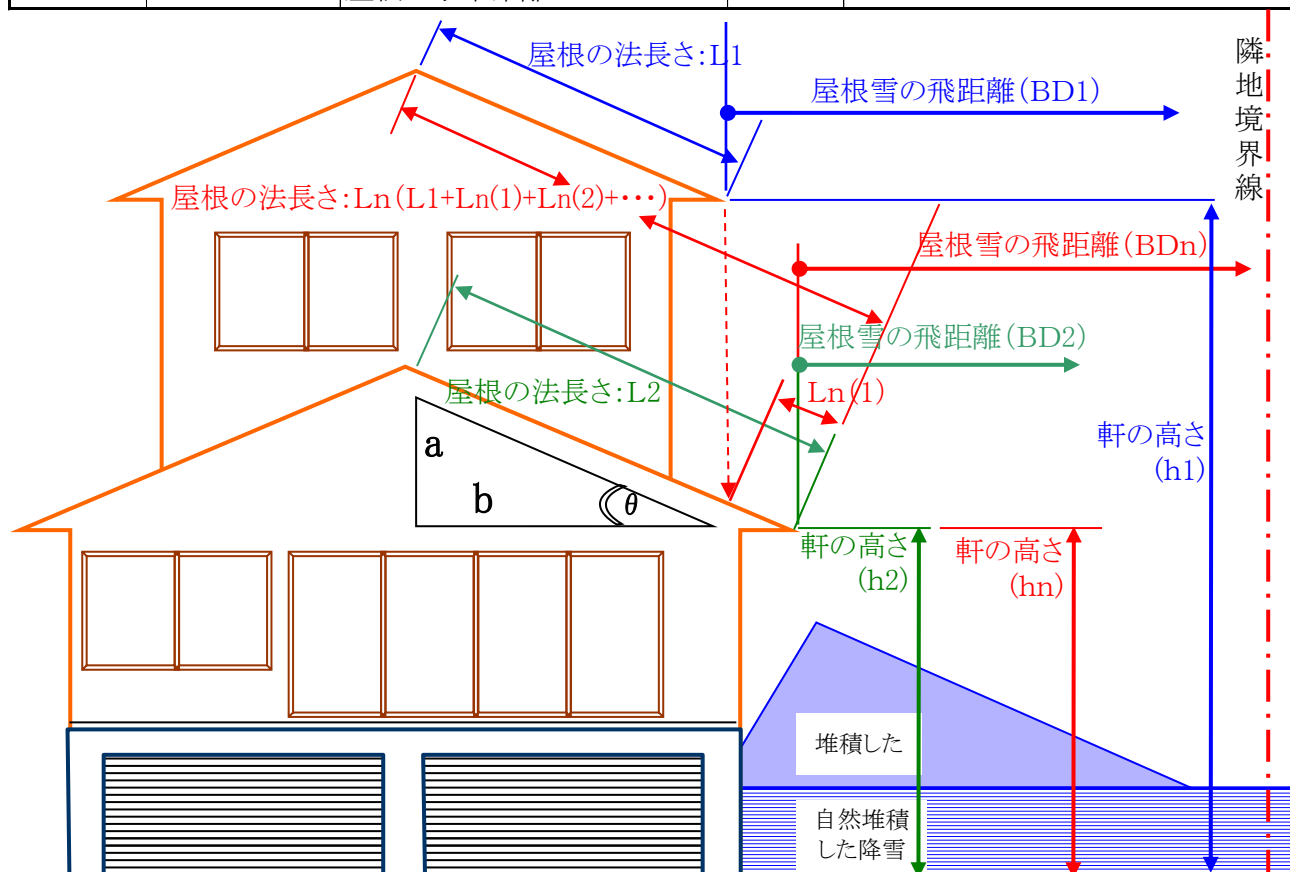 屋根の法長さ:L1
屋根雪の飛距離(BD1)
隣地境界線
屋根の法長さ:Ln(L1+Ln(1)+Ln(2)+・・・)
屋根雪の飛距離(BDn)
屋根雪の飛距離(BD2)
屋根の法長さ:L2
Ln(1)
a
b
θ
軒の高さ
(h1)
軒の高さ
(h2)
軒の高さ
(hn)
堆積した
自然堆積
した降雪